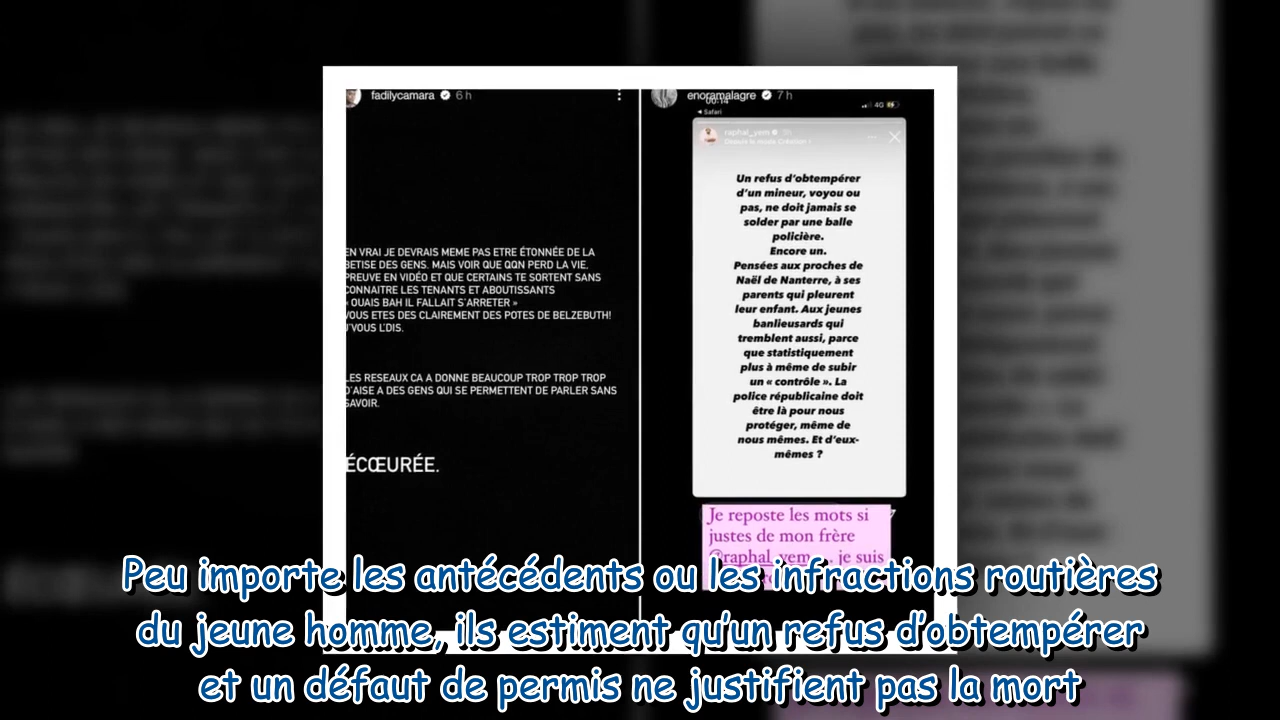 fadilycamara 6 h
EN VRAI JE DEVRAIS MEME PAS ETRE ÉTONNÉE DE LA
BETISE DES GENS. MAIS VOIR QUE QQN PERD LA VIE,
PREUVE EN VIDÉO ET QUE CERTAINS TE SORTENT SANS
CONNAITRE LES TENANTS ET ABOUTISSANTS
« OUAIS BAH IL FALLAIT S'ARRETER »
VOUS ETES DES CLAIREMENT DES POTES DE BELZEBUTH!
J'VOUS L'DIS.
LES RESEAUX CA A DONNE BEAUCOUP TROP TROP TROP
D'AISE A DES GENS QUI SE PERMETTENT DE PARLER SANS
SAVOIR.
ÉCŒURÉE.
enoramalagre 7 h
00:14
4G
Safari
raphal_yem
Un refus d'obtempérer
d'un mineur, voyou ou
pas, ne doit jamais se
solder par une balle
policière.
Encore un.
Pensées aux proches de
Naël de Nanterre, à ses
parents qui pleurent
leur enfant. Aux jeunes
banlieusards qui
tremblent aussi, parce
que statistiquement
plus à même de subir
un « contrôle ». La
police républicaine doit
être là pour nous
protéger, même de
nous mêmes. Et d'eux-
mêmes ?
Je reposte les mots si
justes de mon frère
@raphal_yem je suis
Peu importe les antécédents ou les infractions routières
du jeune homme, ils estiment qu'un refus d'obtempérer
et un défaut de permis ne justifient pas la mort